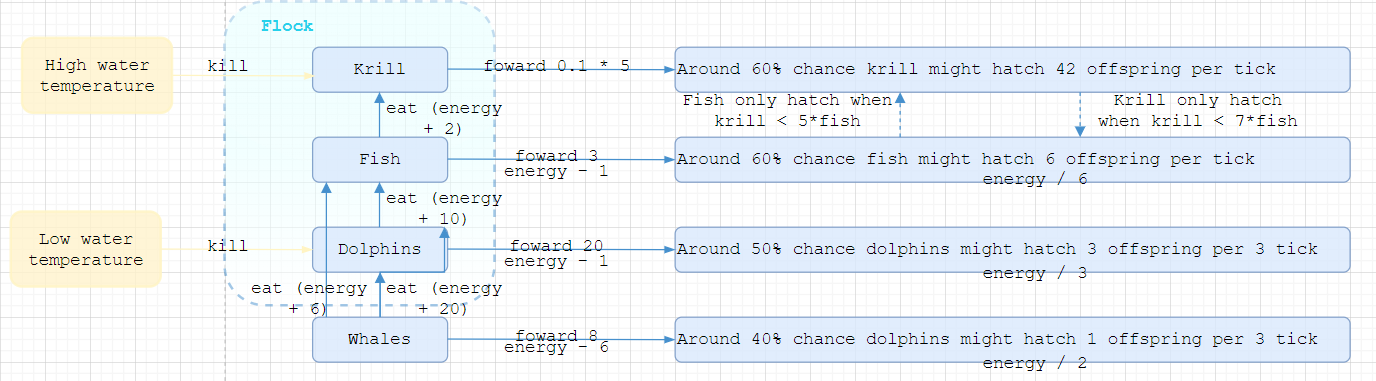 Flock
High water
temperature
kill
Krill
foward 0.1 * 5
Around 60% chance krill might hatch 42 offspring per tick
eat (energy
+ 2)
Fish only hatch when
krill < 5*fish
Krill only hatch
when krill < 7*fish
Fish
foward 3
energy - 1
Around 60% chance fish might hatch 6 offspring per tick
energy / 6
eat (energy
+ 10)
Low water
temperature
kill
Dolphins
foward 20
energy - 1
Around 50% chance dolphins might hatch 3 offspring per 3 tick
energy / 3
eat (energy
+ 6)
eat (energy
+ 20)
Whales
foward 8
energy - 6
Around 40% chance dolphins might hatch 1 offspring per 3 tick
energy / 2